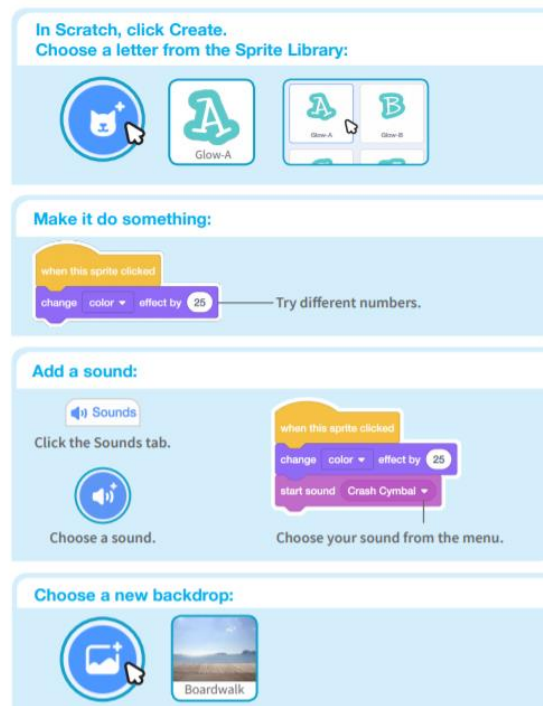 In Scratch, click Create.
Choose a letter from the Sprite Library:
A
Glow-A
A
B
Glow-A
Glow-B
Make it do something:
when this sprite clicked
change color effect by 25
Try different numbers.
Add a sound:
Sounds
Click the Sounds tab.
Choose a sound.
when this sprite clicked
change color effect by 25
start sound Crash Cymbal
Choose your sound from the menu.
Choose a new backdrop:
Boardwalk